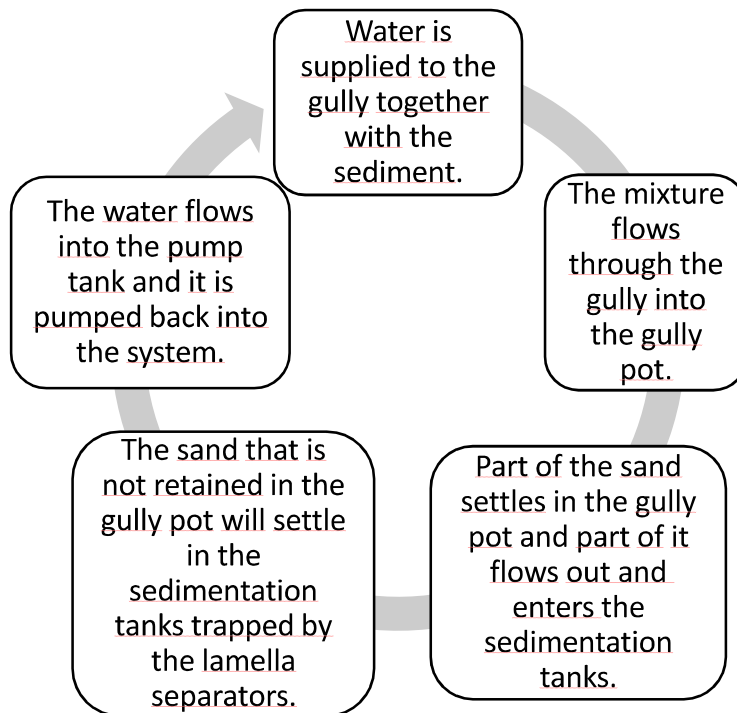 Water is
supplied to the
gully together
with the
sediment.
The mixture
flows
through the
gully into
the gully
pot.
Part of the sand
settles in the gully
pot and part of it
flows out and
enters the
sedimentation
tanks.
The sand that is
not retained in the
gully pot will settle
in the
sedimentation
tanks trapped by
the lamella
separators.
The water flows
into the pump
tank and it is
pumped back into
the system.